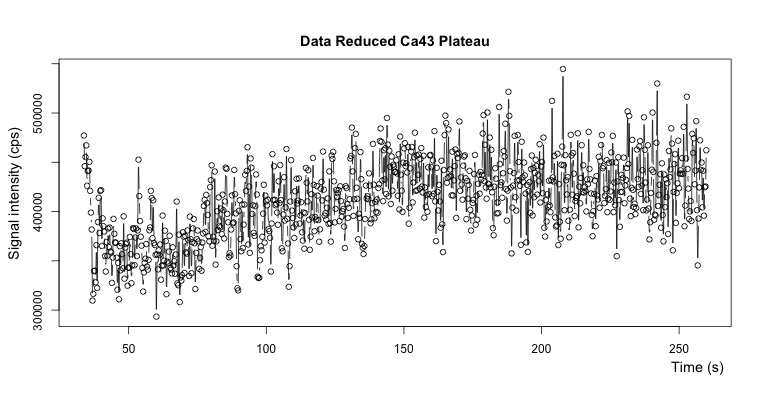 Data Reduced Ca43 Plateau
Signal intensity (cps)
500000
400000
300000
50 100 150 200 250
Time (s)